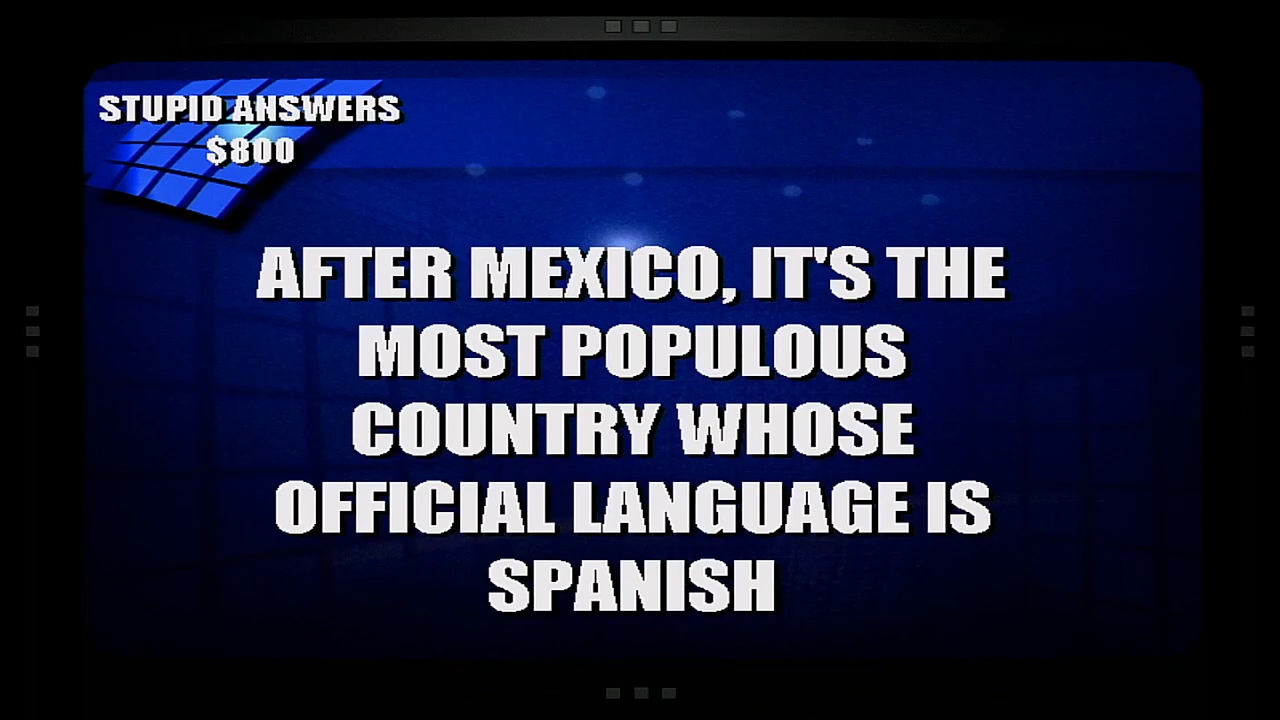 STUPID ANSWERS
$800
AFTER MEXICO, IT'S THE
MOST POPULOUS
COUNTRY WHOSE
OFFICIAL LANGUAGE IS
SPANISH